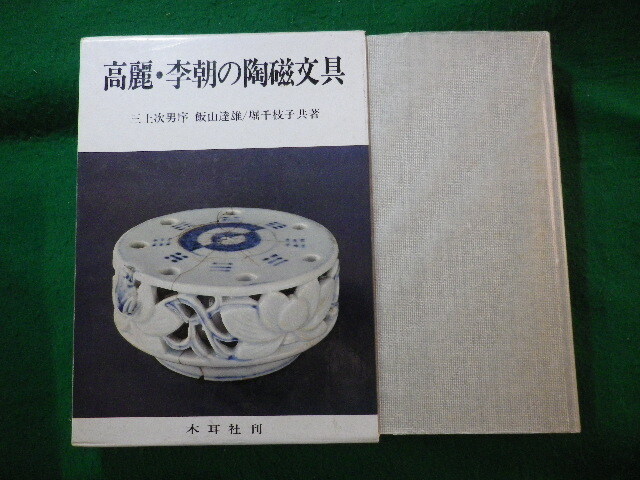 高麗・李朝の陶磁文具
三上次男序 飯山達雄/堀千枝子共著
木耳社刊